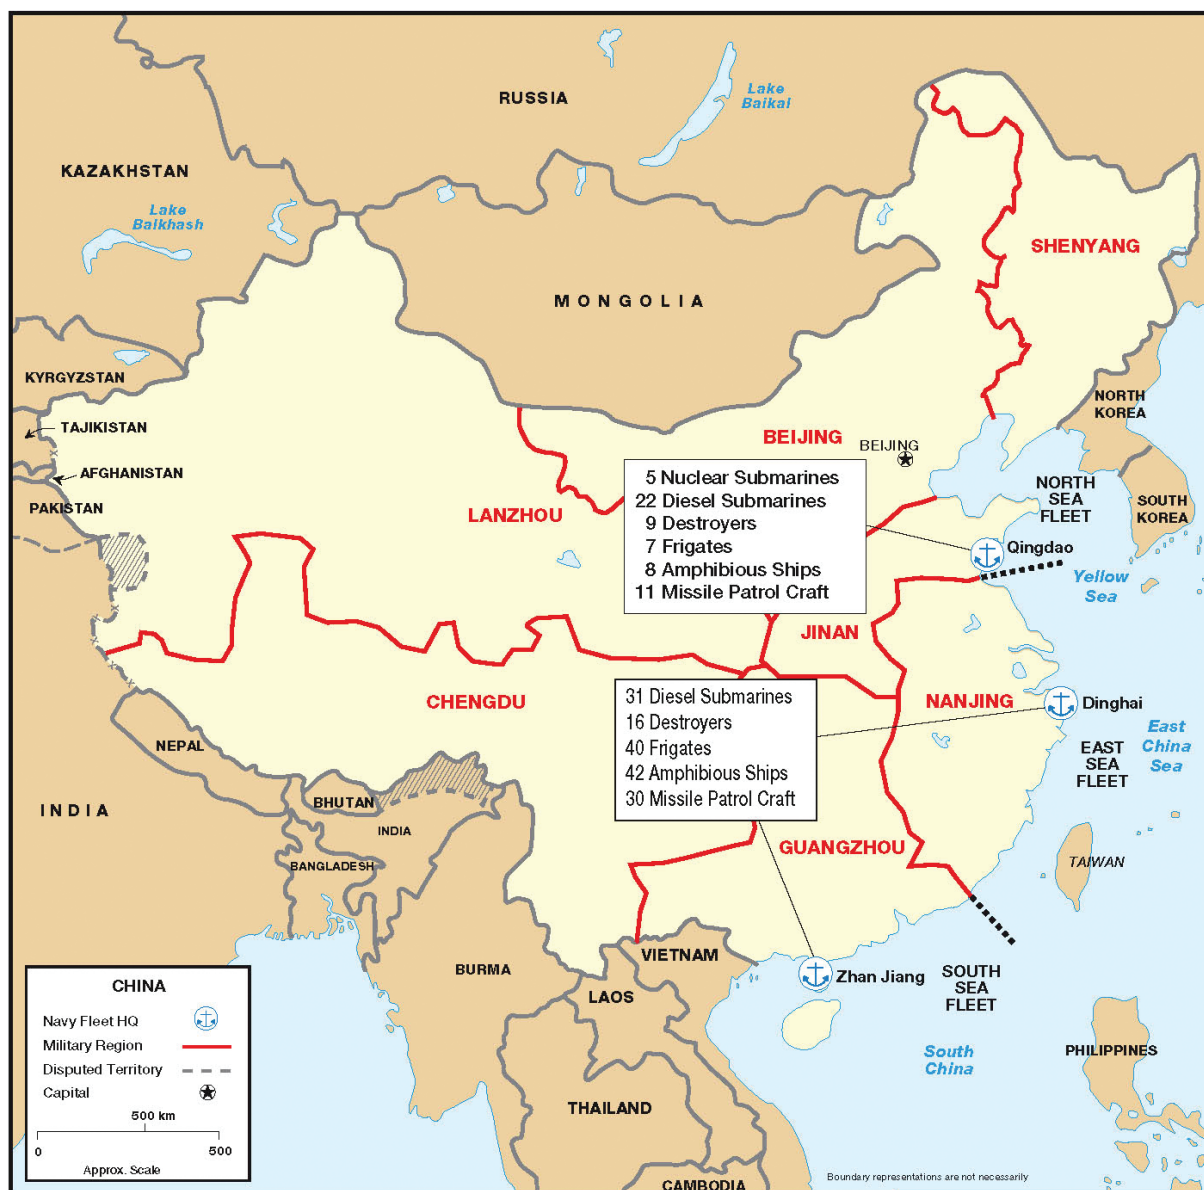 RUSSIA
Lake
Baikal
KAZAKHSTAN
Lake
Baikhash
SHENYANG
MONGOLIA
KYRGYZSTAN
TAJIKISTAN
AFGHANISTAN
PAKISTAN
NORTH
KOREA
BEIJING
BEIJING
LANZHOU
5 Nuclear Submarines
22 Diesel Submarines
9 Destroyers
7 Frigates
8 Amphibious Ships
11 Missile Patrol Craft
NORTH
SEA
FLEET
SOUTH
KOREA
Qingdao
Yellow
Sea
JINAN
CHENGDU
31 Diesel Submarines
16 Destroyers
40 Frigates
42 Amphibious Ships
30 Missile Patrol Craft
NANJING
Dinghai
East
China
Sea
EAST
SEA
FLEET
NEPAL
BHUTAN
INDIA
INDIA
BANGLADESH
GUANGZHOU
TAIWAN
BURMA
VIETNAM
LAOS
Zhan Jiang
SOUTH
SEA
FLEET
South
China
PHILIPPINES
THAILAND
CAMBODIA
CHINA
Navy Fleet HQ
Military Region
Disputed Territory
Capital
500 km
0 500
Approx. Scale
Boundary representations are not necessarily